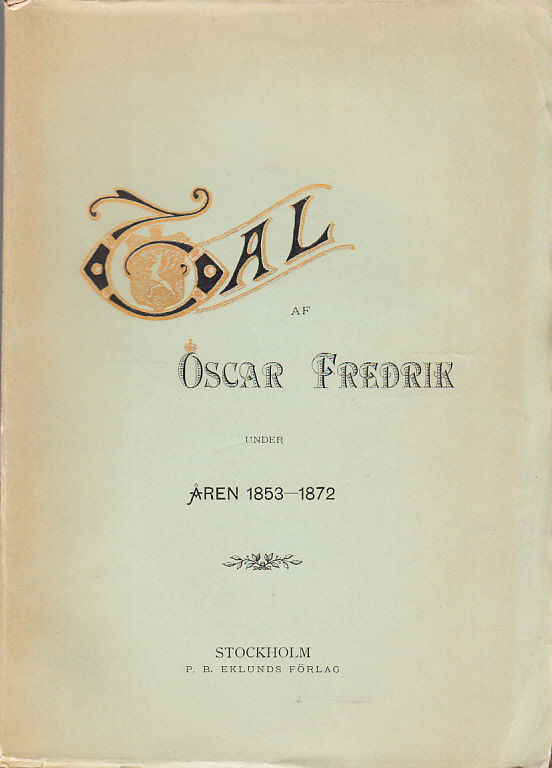 TAL
AF
OSCAR FREDRIK
UNDER
ÅREN 1853—1872
STOCKHOLM
P. B. EKLUNDS FÖRLAG